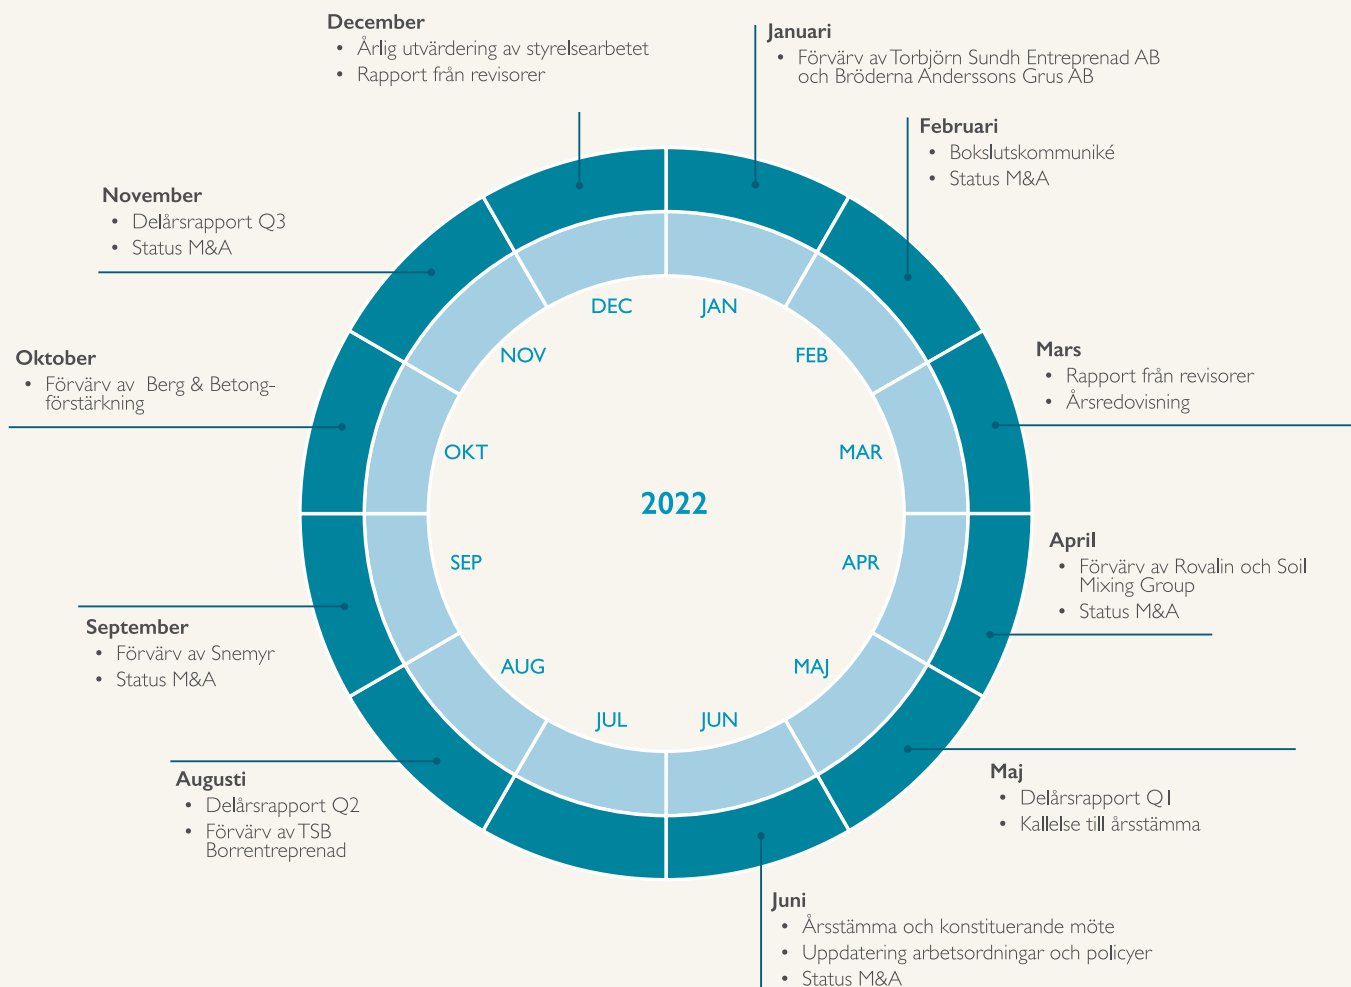 December
• Årlig utvärdering av styrelsearbetet
• Rapport från revisorer
Januari
• Förvärv av Torbjörn Sundh Entreprenad AB
och Bröderna Anderssons Grus AB
Februari
• Bokslutskommuniké
• Status M&A
Mars
• Rapport från revisorer
• Årsredovisning
April
• Förvärv av Rovalin och Soil
Mixing Group
• Status M&A
Maj
• Delårsrapport Q1
• Kallelse till årsstämma
Juni
• Årsstämma och konstituerande möte
• Uppdatering arbetsordningar och policyer
• Status M&A
Augusti
• Delårsrapport Q2
• Förvärv av TSB
Borrentreprenad
September
• Förvärv av Snemyr
• Status M&A
Oktober
• Förvärv av Berg & Betong-
förstärkning
November
• Delårsrapport Q3
• Status M&A
JAN
FEB
MAR
APR
MAJ
JUN
JUL
AUG
SEP
OKT
NOV
DEC
2022